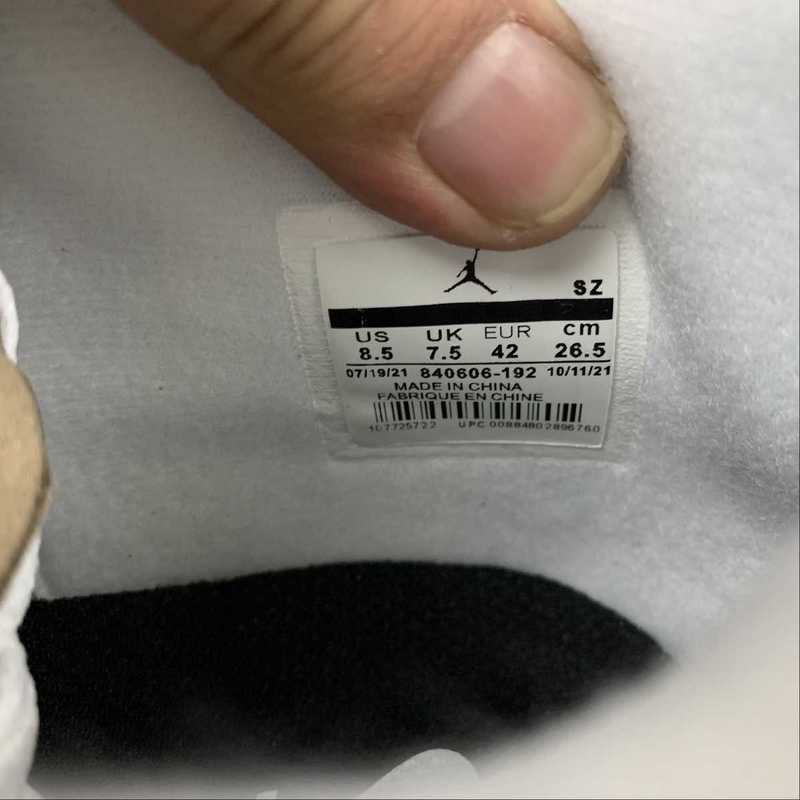 SZ
US UK EUR cm
8.5 7.5 42 26.5
07/19/21 840606-192 10/11/21
MADE IN CHINA
FABRIQUE EN CHINE
UPC 00884802896760